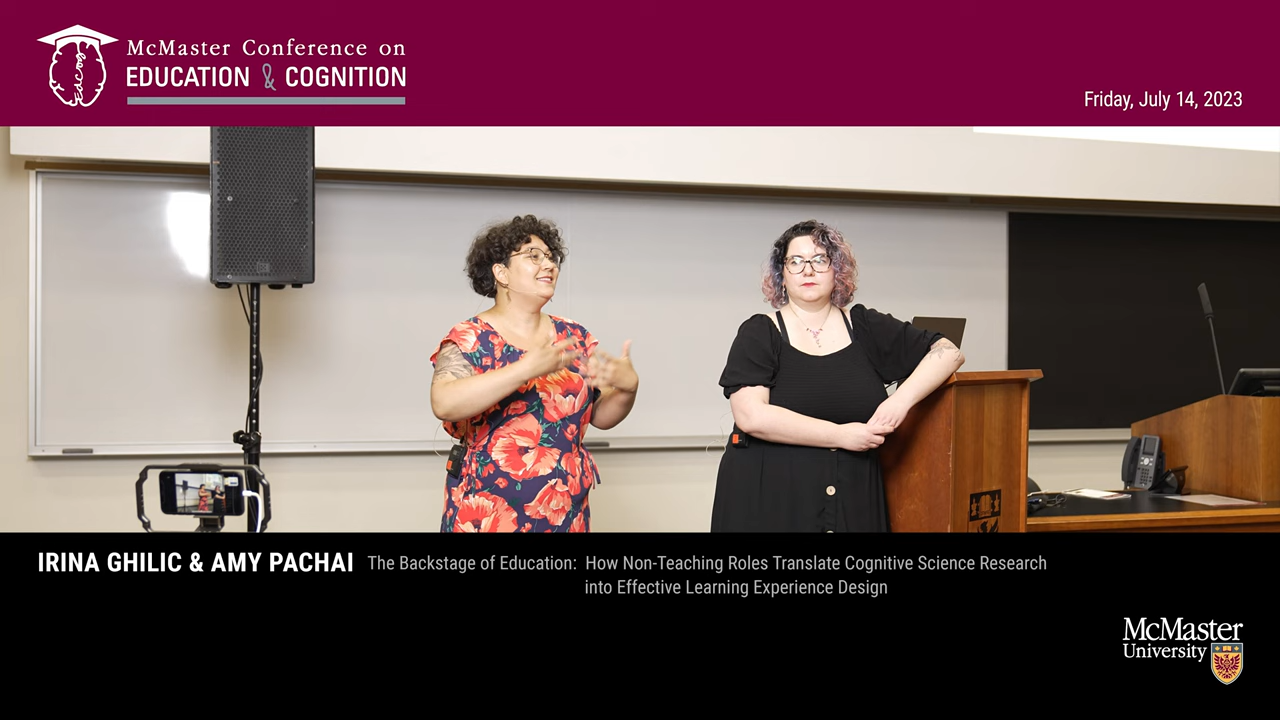 McMaster Conference on
EDUCATION & COGNITION
Friday, July 14, 2023
IRINA GHILIC & AMY PACHAI The Backstage of Education: How Non-Teaching Roles Translate Cognitive Science Research
into Effective Learning Experience Design
McMaster
University